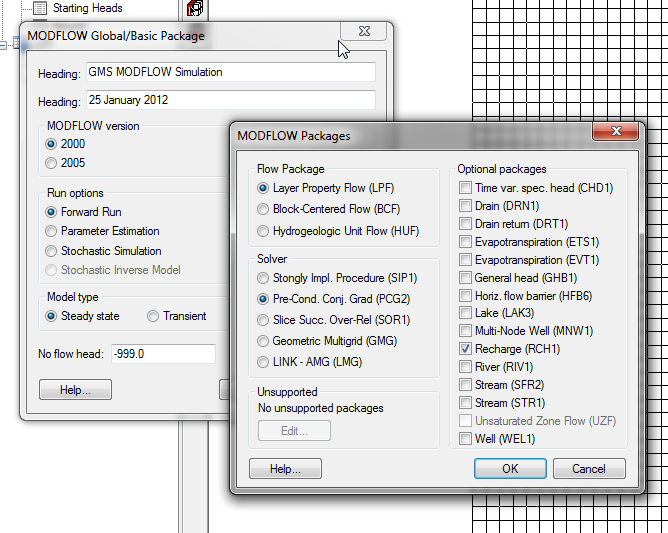 Starting Heads
MODFLOW Global/Basic Package
Heading: GMS MODFLOW Simulation
Heading: 25 January 2012
MODFLOW version
2000
2005
Run options
Forward Run
Parameter Estimation
Stochastic Simulation
Stochastic Inverse Model
Model type
Steady state Transient
No flow head: -999.0
Help...
MODFLOW Packages
Flow Package
Layer Property Flow (LPF)
Block-Centered Flow (BCF)
Hydrogeologic Unit Flow (HUF)
Solver
Stongly Impl. Procedure (SIP1)
Pre-Cond. Conj. Grad (PCG2)
Slice Succ. Over-Rel (SOR1)
Geometric Multigrid (GMG)
LINK - AMG (LMG)
Unsupported
No unsupported packages
Edit...
Optional packages
Time var. spec. head (CHD1)
Drain (DRN1)
Drain return (DRT1)
Evapotranspiration (ETS1)
Evapotranspiration (EVT1)
General head (GHB1)
Horiz. flow barrier (HFB6)
Lake (LAK3)
Multi-Node Well (MNW1)
Recharge (RCH1)
River (RIV1)
Stream (SFR2)
Stream (STR1)
Unsaturated Zone Flow (UZF)
Well (WEL1)
Help... OK Cancel